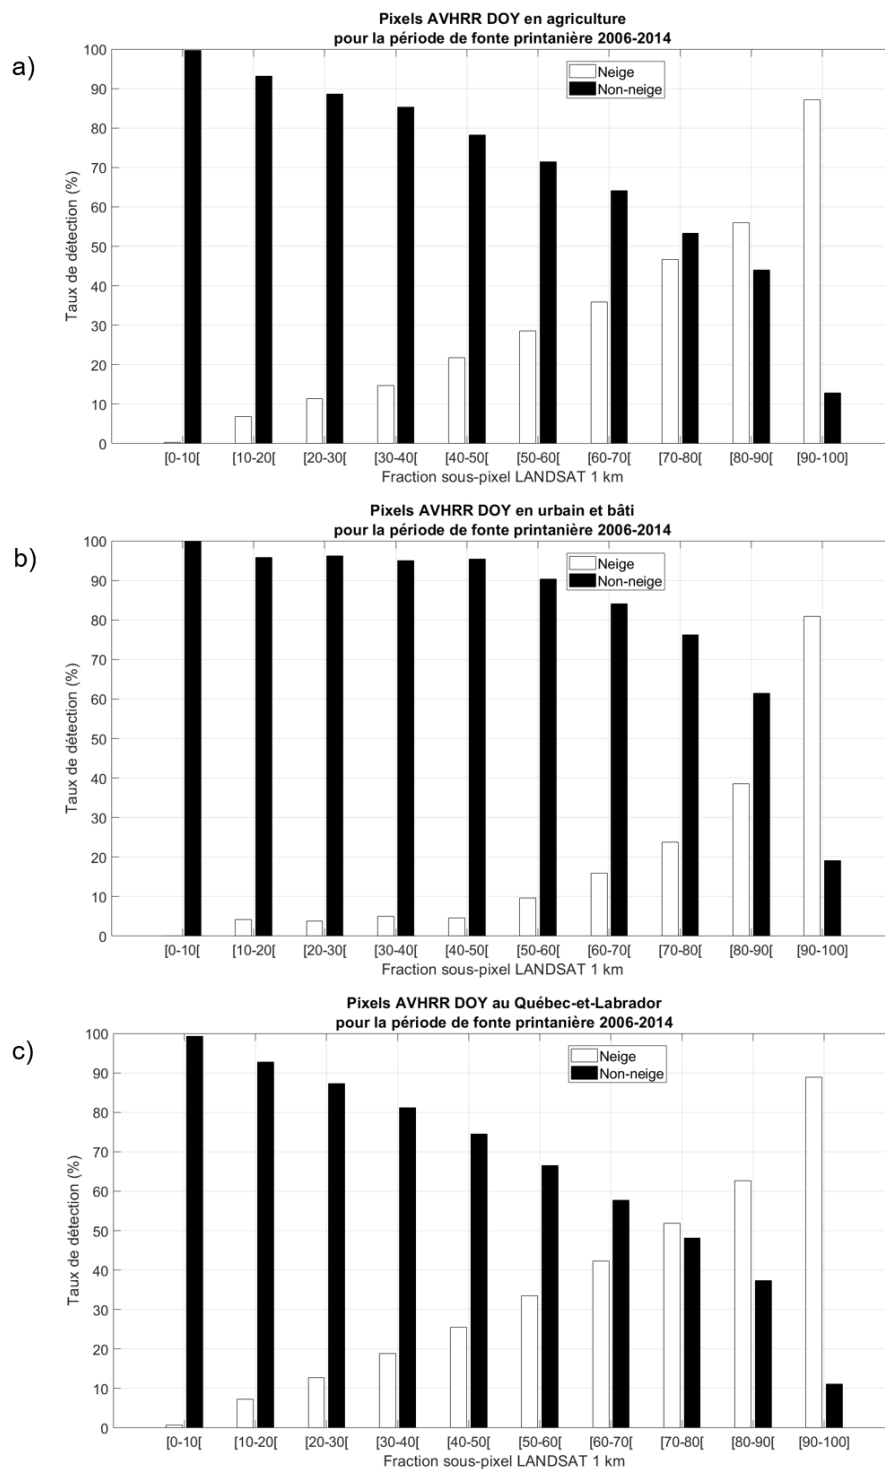 a)
Pixels AVHRR DOY en agriculture
pour la période de fonte printanière 2006-2014
Neige
Non-neige
Taux de détection (%)
100
90
80
70
60
50
40
30
20
10
0
[0-10[ [10-20[ [20-30[ [30-40[ [40-50[ [50-60[ [60-70[ [70-80[ [80-90[ [90-100]
Fraction sous-pixel LANDSAT 1 km
b)
Pixels AVHRR DOY en urbain et bâti
pour la période de fonte printanière 2006-2014
Neige
Non-neige
Taux de détection (%)
100
90
80
70
60
50
40
30
20
10
0
[0-10[ [10-20[ [20-30[ [30-40[ [40-50[ [50-60[ [60-70[ [70-80[ [80-90[ [90-100]
Fraction sous-pixel LANDSAT 1 km
c)
Pixels AVHRR DOY au Québec-et-Labrador
pour la période de fonte printanière 2006-2014
Neige
Non-neige
Taux de détection (%)
100
90
80
70
60
50
40
30
20
10
0
[0-10[ [10-20[ [20-30[ [30-40[ [40-50[ [50-60[ [60-70[ [70-80[ [80-90[ [90-100]
Fraction sous-pixel LANDSAT 1 km